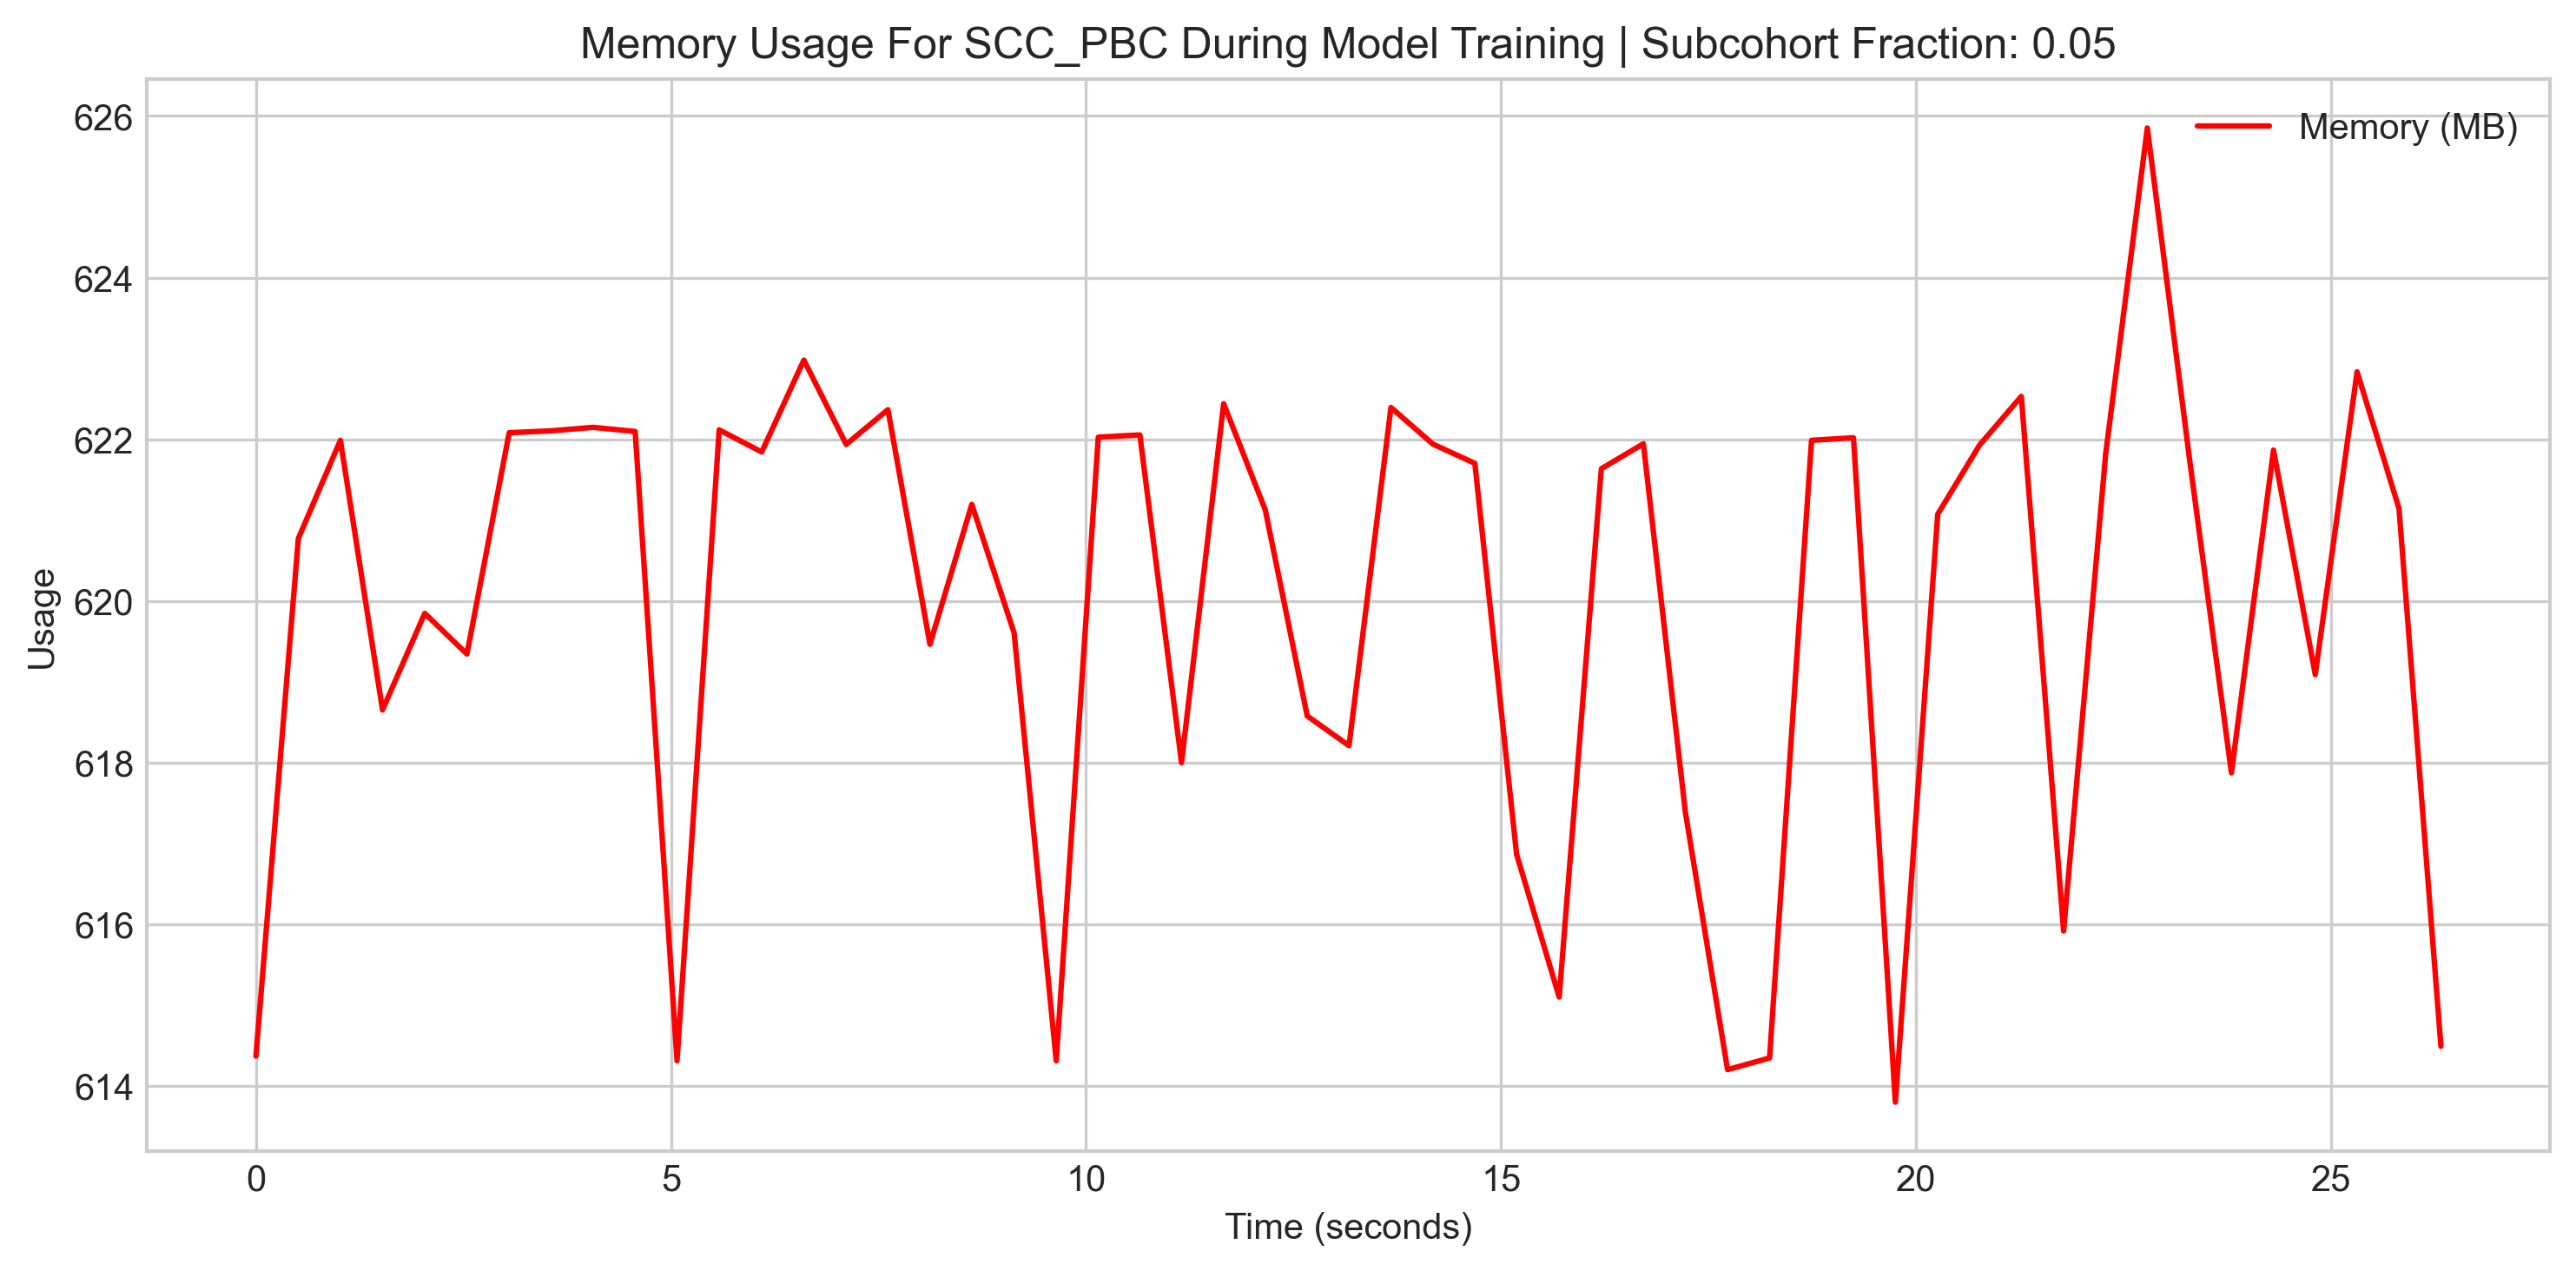 Memory Usage For SCC_PBC During Model Training | Subcohort Fraction: 0.05
626
624
622
620
618
616
614
Usage
Memory (MB)
0 5 10 15 20 25
Time (seconds)